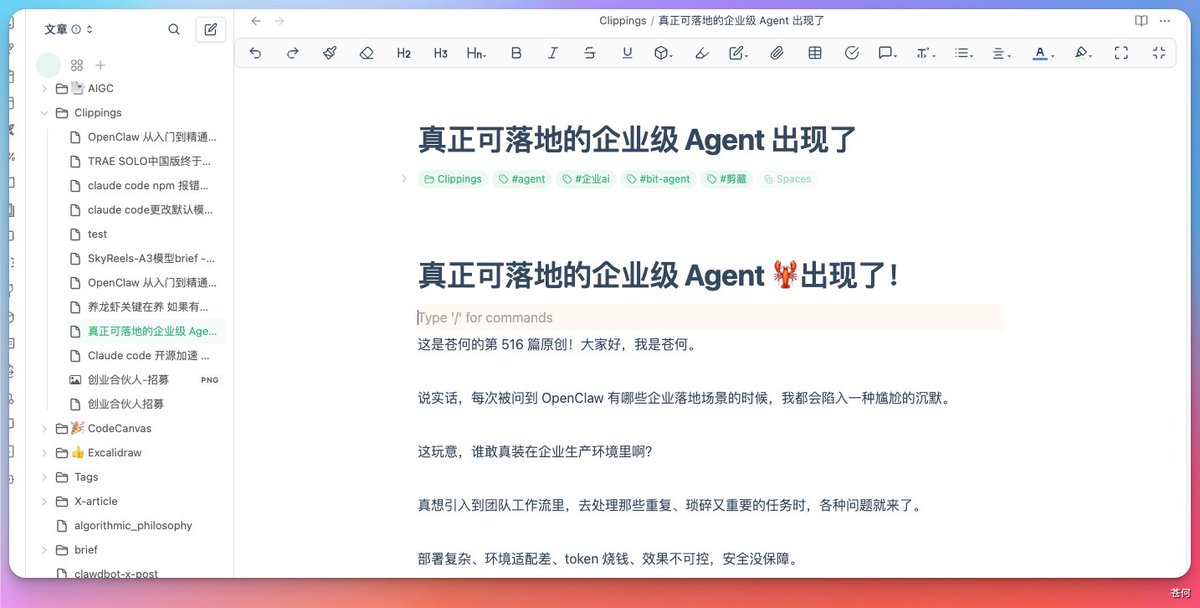 文章
Clippings / 真正可落地的企业级 Agent 出现了
H2 H3 Hn B I S U A
AIGC
Clippings
OpenClaw 从入门到精通...
TRAE SOLO中国版终于...
claude code npm 报错...
claude code更改默认模...
test
SkyReels-A3模型brief -...
OpenClaw 从入门到精通...
养龙虾关键在养 如果有...
真正可落地的企业级 Age...
Claude code 开源加速 ...
创业合伙人-招募 PNG
创业合伙人招募
CodeCanvas
Excalidraw
Tags
X-article
algorithmic_philosophy
brief
clawdbot-x-post
真正可落地的企业级 Agent 出现了
Clippings #agent #企业ai #bit-agent #剪藏 Spaces
真正可落地的企业级 Agent 🦞出现了！
Type '/' for commands
这是苍何的第 516 篇原创！大家好，我是苍何。
说实话，每次被问到 OpenClaw 有哪些企业落地场景的时候，我都会陷入一种尴尬的沉默。
这玩意，谁敢真装在企业生产环境里啊？
真想引入到团队工作流里，去处理那些重复、琐碎又重要的任务时，各种问题就来了。
部署复杂、环境适配差、token 烧钱、效果不可控，安全没保障。
苍何